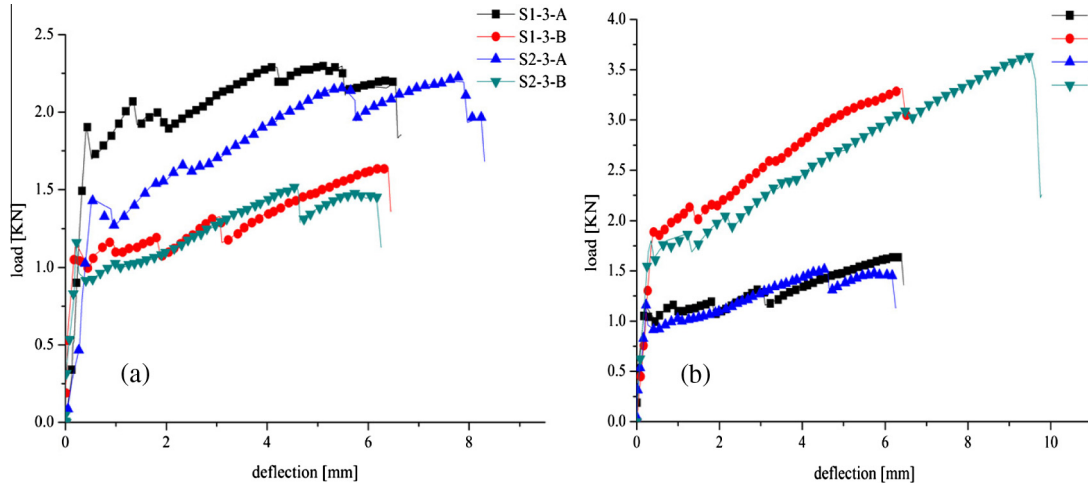 S1-3-A
S1-3-B
S2-3-A
S2-3-B
2.5
2.0
1.5
1.0
0.5
0.0
load [KN]
(a)
0 2 4 6 8
deflection [mm]
4.0
3.5
3.0
2.5
2.0
1.5
1.0
0.5
0.0
load [KN]
(b)
0 2 4 6 8 10
deflection [mm]